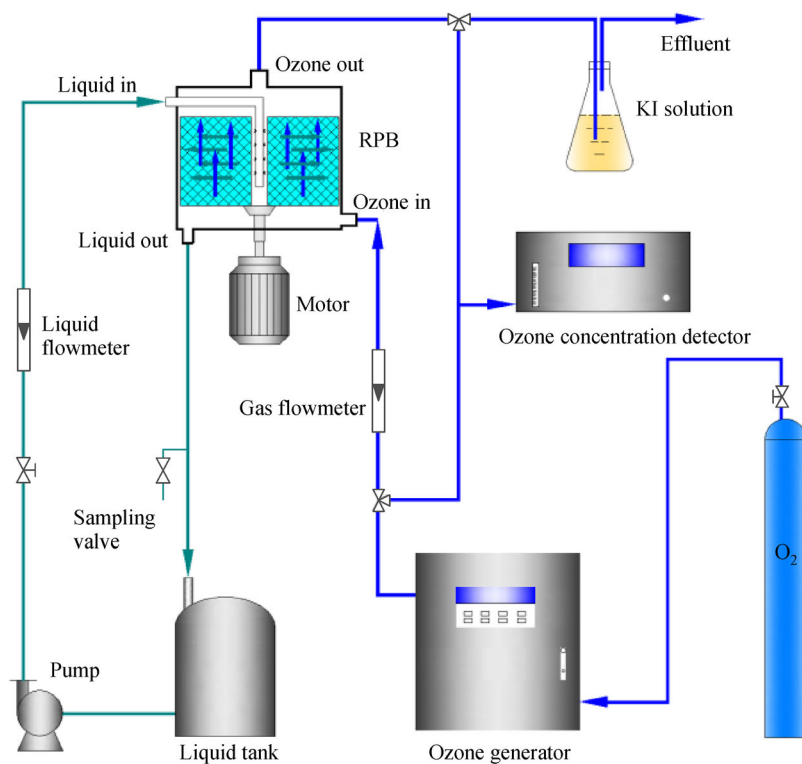 Effluent
Ozone out
Liquid in
KI solution
RPB
Ozone in
Liquid out
Motor
Liquid
flowmeter
Ozone concentration detector
Gas flowmeter
Sampling
valve
O₂
Pump
Liquid tank
Ozone generator